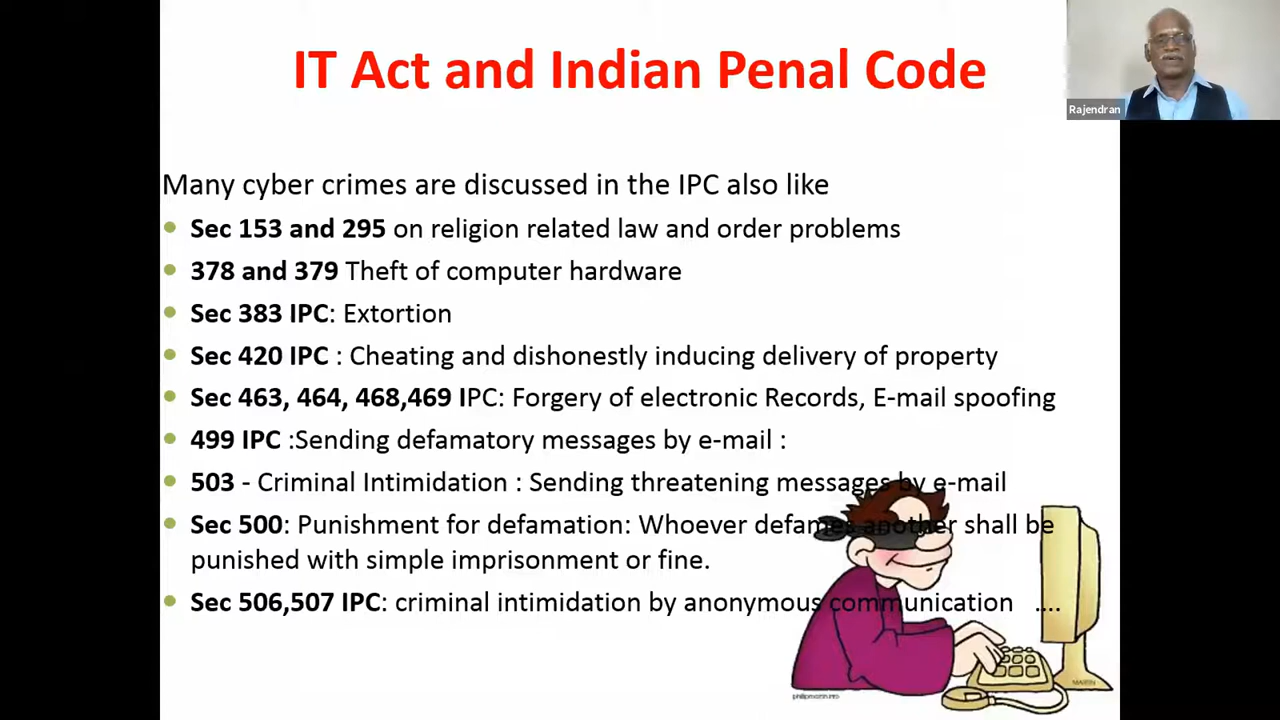 IT Act and Indian Penal Code
Rajendran
Many cyber crimes are discussed in the IPC also like
• Sec 153 and 295 on religion related law and order problems
• 378 and 379 Theft of computer hardware
• Sec 383 IPC: Extortion
• Sec 420 IPC : Cheating and dishonestly inducing delivery of property
• Sec 463, 464, 468,469 IPC: Forgery of electronic Records, E-mail spoofing
• 499 IPC :Sending defamatory messages by e-mail :
• 503 - Criminal Intimidation : Sending threatening messages by e-mail
• Sec 500: Punishment for defamation: Whoever defames another shall be
punished with simple imprisonment or fine.
• Sec 506,507 IPC: criminal intimidation by anonymous communication ....
MARTIN
philipmartin.info